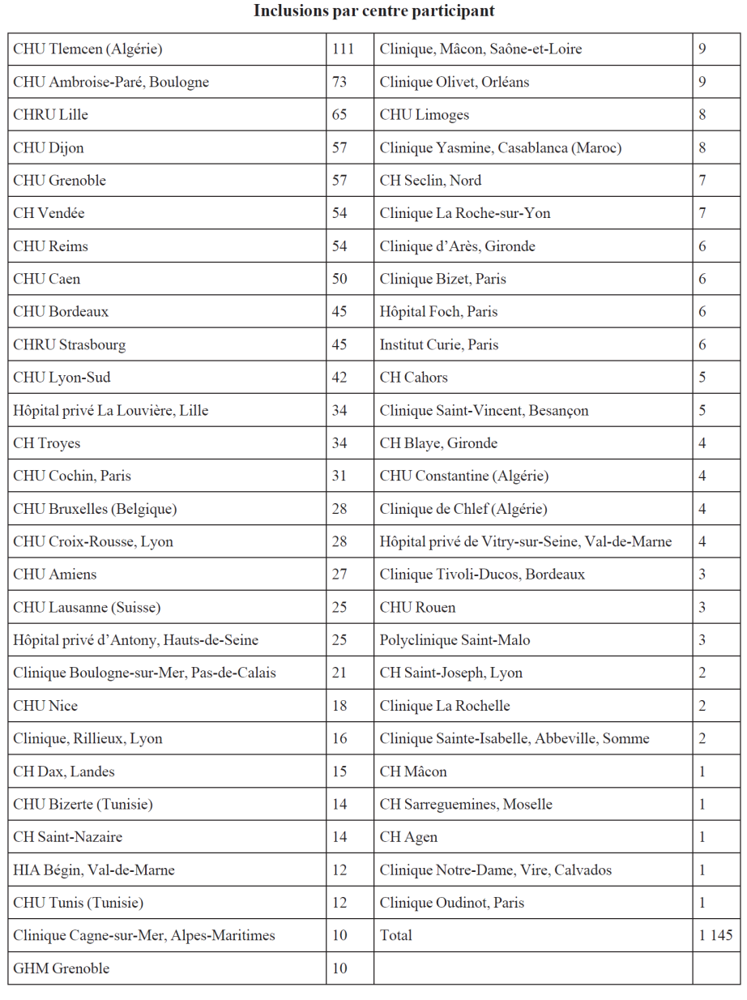 Inclusions par centre participant
CHU Tlemcen (Algérie) 111 Clinique, Mâcon, Saône-et-Loire 9
CHU Ambroise-Paré, Boulogne 73 Clinique Olivet, Orléans 9
CHRU Lille 65 CHU Limoges 8
CHU Dijon 57 Clinique Yasmine, Casablanca (Maroc) 8
CHU Grenoble 57 CH Seclin, Nord 7
CH Vendée 54 Clinique La Roche-sur-Yon 7
CHU Reims 54 Clinique d’Arès, Gironde 6
CHU Caen 50 Clinique Bizet, Paris 6
CHU Bordeaux 45 Hôpital Foch, Paris 6
CHRU Strasbourg 45 Institut Curie, Paris 6
CHU Lyon-Sud 42 CH Cahors 5
Hôpital privé La Louvière, Lille 34 Clinique Saint-Vincent, Besançon 5
CH Troyes 34 CH Blaye, Gironde 4
CHU Cochin, Paris 31 CHU Constantine (Algérie) 4
CHU Bruxelles (Belgique) 28 Clinique de Chlef (Algérie) 4
CHU Croix-Rousse, Lyon 28 Hôpital privé de Vitry-sur-Seine, Val-de-Marne 4
CHU Amiens 27 Clinique Tivoli-Ducos, Bordeaux 3
CHU Lausanne (Suisse) 25 CHU Rouen 3
Hôpital privé d’Antony, Hauts-de-Seine 25 Polyclinique Saint-Malo 3
Clinique Boulogne-sur-Mer, Pas-de-Calais 21 CH Saint-Joseph, Lyon 2
CHU Nice 18 Clinique La Rochelle 2
Clinique, Rillieux, Lyon 16 Clinique Sainte-Isabelle, Abbeville, Somme 2
CH Dax, Landes 15 CH Mâcon 1
CHU Bizerte (Tunisie) 14 CH Sarreguemines, Moselle 1
CH Saint-Nazaire 14 CH Agen 1
HIA Bégin, Val-de-Marne 12 Clinique Notre-Dame, Vire, Calvados 1
CHU Tunis (Tunisie) 12 Clinique Oudinot, Paris 1
Clinique Cagne-sur-Mer, Alpes-Maritimes 10 Total 1 145
GHM Grenoble 10